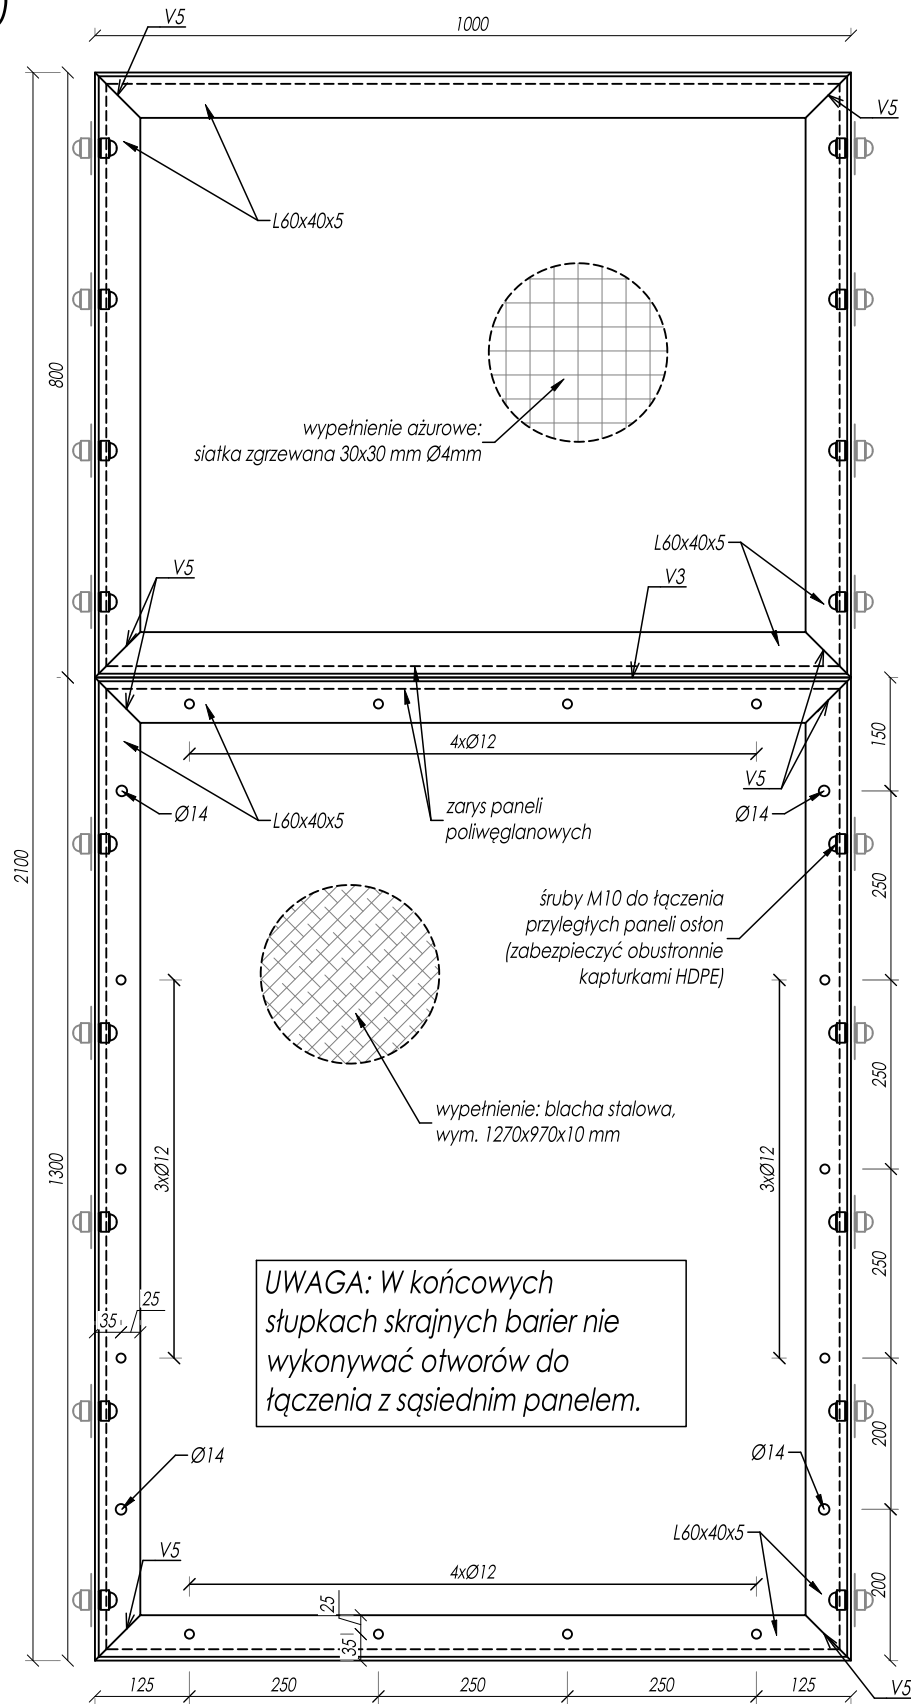 )
V5
1000
V5
L60x40x5
800
wypełnienie ażurowe:
siatka zgrzewana 30x30 mm Ø4mm
L60x40x5
V5
V3
150
4xØ12
V5
Ø14
L60x40x5
zarys paneli
poliwęglanowych
Ø14
2100
250
śruby M10 do łączenia
przyległych paneli osłon
(zabezpieczyć obustronnie
kapturkami HDPE)
250
wypełnienie: blacha stalowa,
wym. 1270x970x10 mm
1300
3xØ12
3xØ12
250
UWAGA: W końcowych
słupkach skrajnych barier nie
wykonywać otworów do
łączenia z sąsiednim panelem.
25
35
200
Ø14
Ø14
L60x40x5
V5
4xØ12
200
25
35
V5
125
250
250
250
125